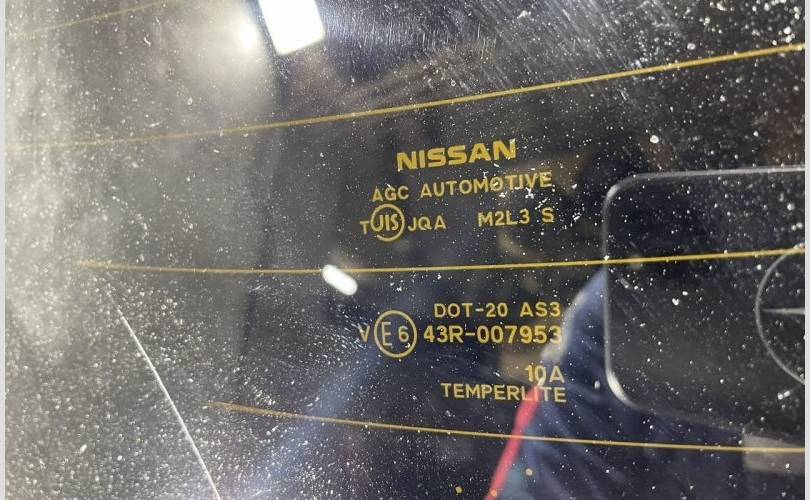 NISSAN
AGC AUTOMOTIVE
T JIS JQA M2L3 S
DOT-20 AS3
V E6 43R-007953
10A
TEMPERLITE